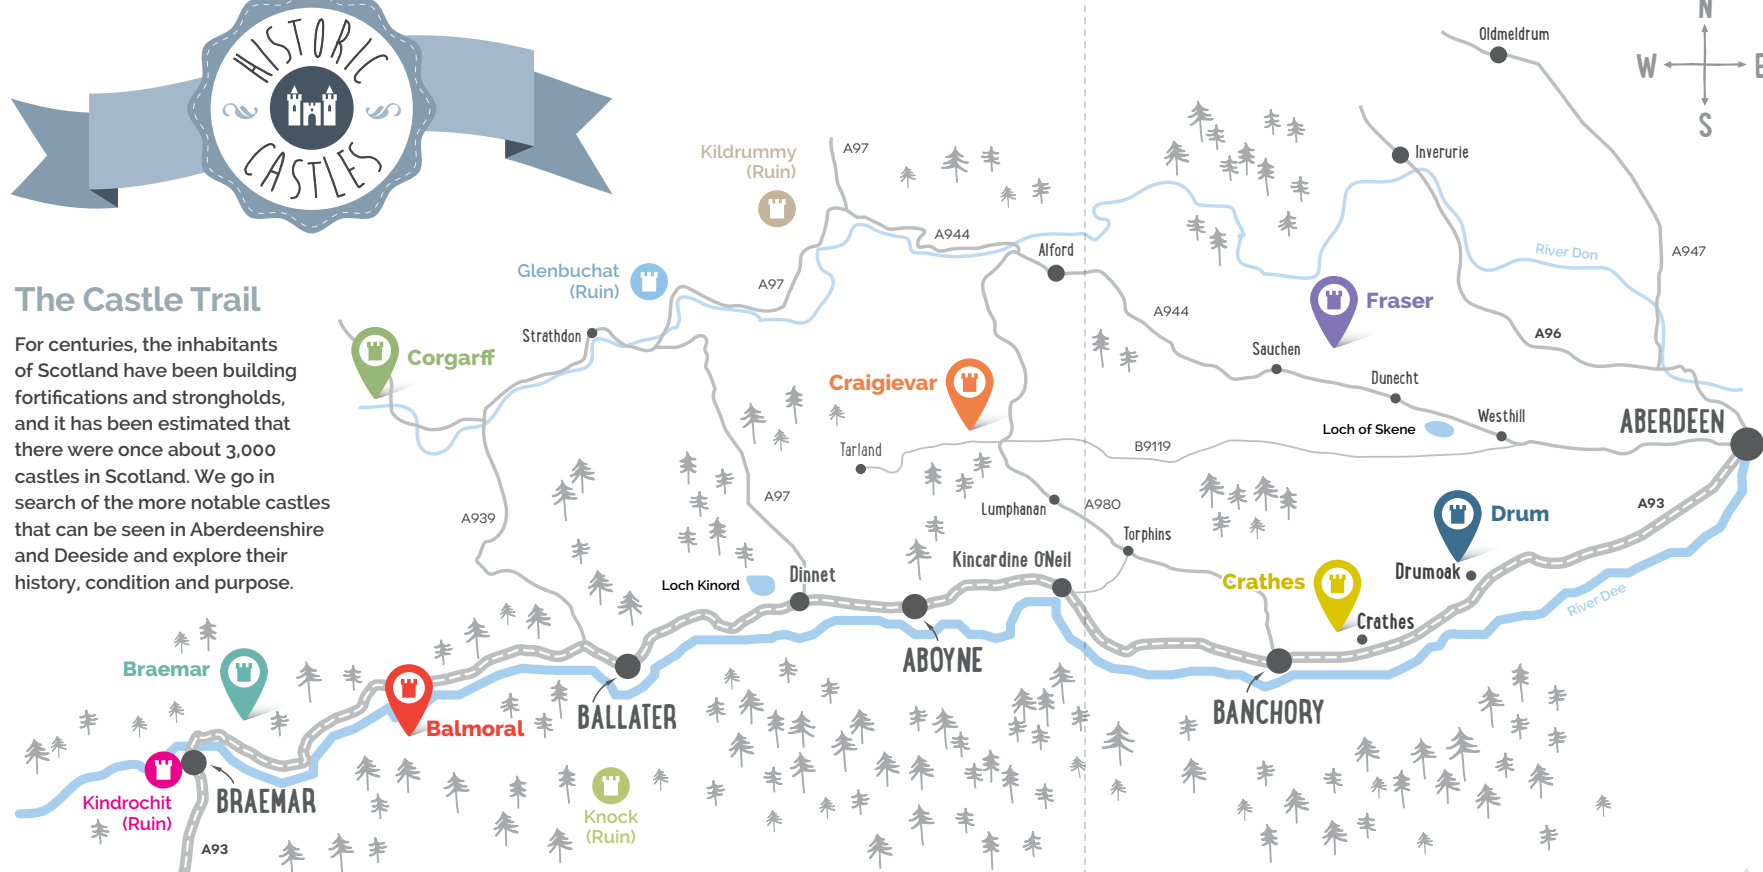 HISTORIC
CASTLES
The Castle Trail
For centuries, the inhabitants
of Scotland have been building
fortifications and strongholds,
and it has been estimated that
there were once about 3,000
castles in Scotland. We go in
search of the more notable castles
that can be seen in Aberdeenshire
and Deeside and explore their
history, condition and purpose.
N
W
E
S
Oldmeldrum
Inverurie
Kildrummy
(Ruin)
A97
A944
Alford
River Don
A947
Glenbuchat
(Ruin)
A97
Fraser
A944
Strathdon
A96
Corgarff
Sauchen
Craigievar
Dunecht
Westhill
Loch of Skene
ABERDEEN
Tarland
B9119
A97
A939
Lumphanan
A980
A93
Drum
Torphins
Kincardine O'Neil
Dinnet
Loch Kinord
Crathes
Drumoak
River Dee
Crathes
ABOYNE
Braemar
BALLATER
BANCHORY
Balmoral
Kindrochit
(Ruin)
BRAEMAR
Knock
(Ruin)
A93